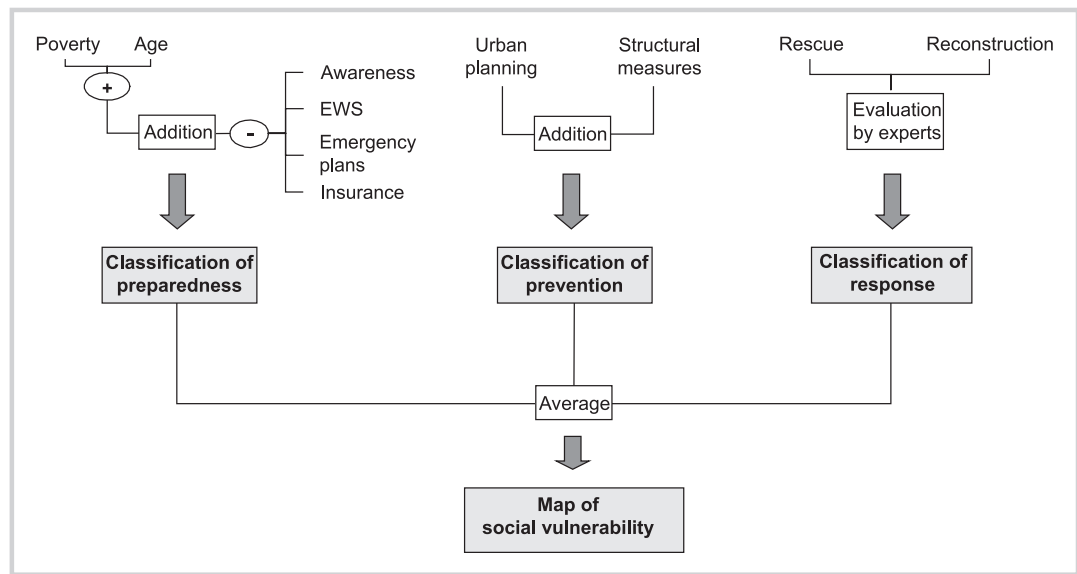 Poverty
Age
+
Addition
-
Awareness
EWS
Emergency
plans
Insurance
Urban
planning
Structural
measures
Addition
Rescue
Reconstruction
Evaluation
by experts
Classification of
preparedness
Classification of
prevention
Classification of
response
Average
Map of
social vulnerability